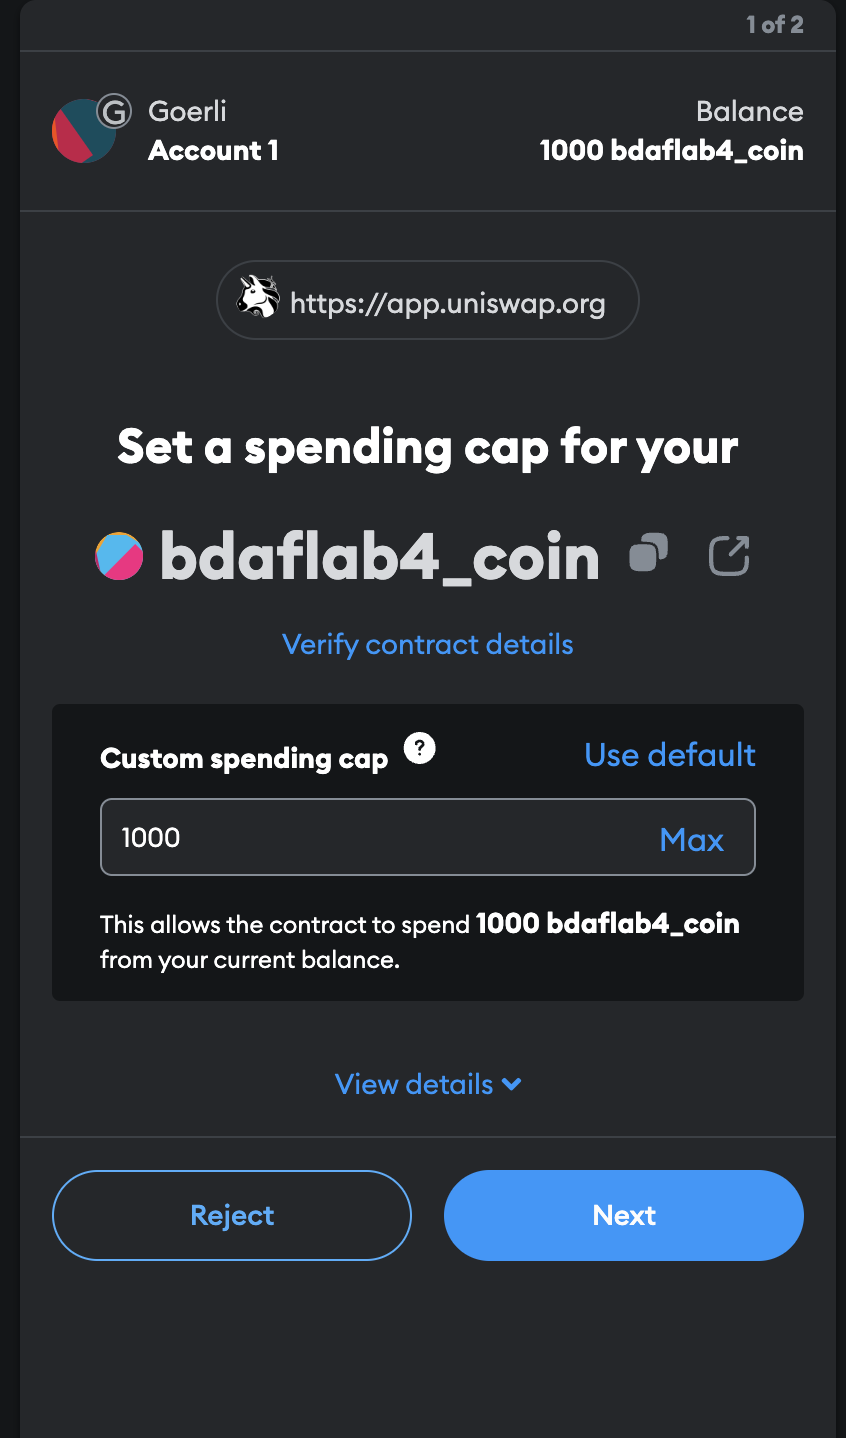 1 of 2
G
Goerli
Balance
Account 1
1000 bdaflab4_coin
https://app.uniswap.org
Set a spending cap for your
bdaflab4_coin
Verify contract details
Custom spending cap ?
Use default
1000
Max
This allows the contract to spend 1000 bdaflab4_coin
from your current balance.
View details
Reject
Next